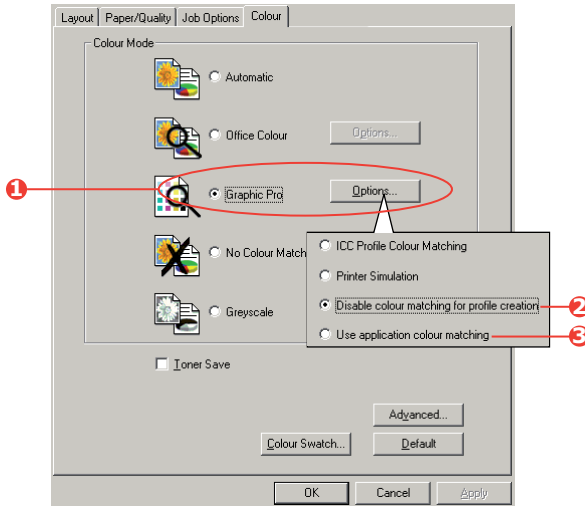 Layout Paper/Quality Job Options Colour
Colour Mode
Automatic
Office Colour Options...
1 Graphic Pro Options...
ICC Profile Colour Matching
No Colour Match
Printer Simulation
Disable colour matching for profile creation 2
Greyscale
Use application colour matching 3
Toner Save
Advanced...
Colour Swatch... Default
OK Cancel Apply